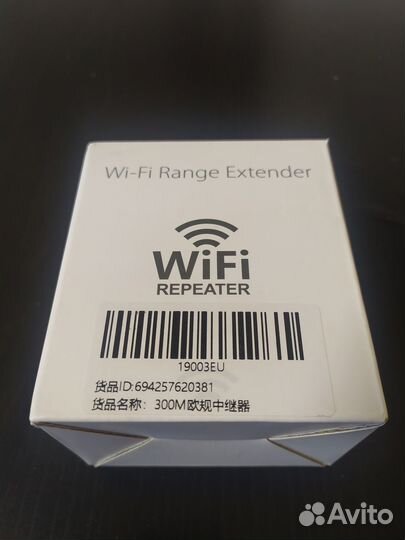 Wi-Fi Range Extender
WiFi
REPEATER
19003EU
货品ID:694257620381
货品名称: 300M欧规中继器
Avito